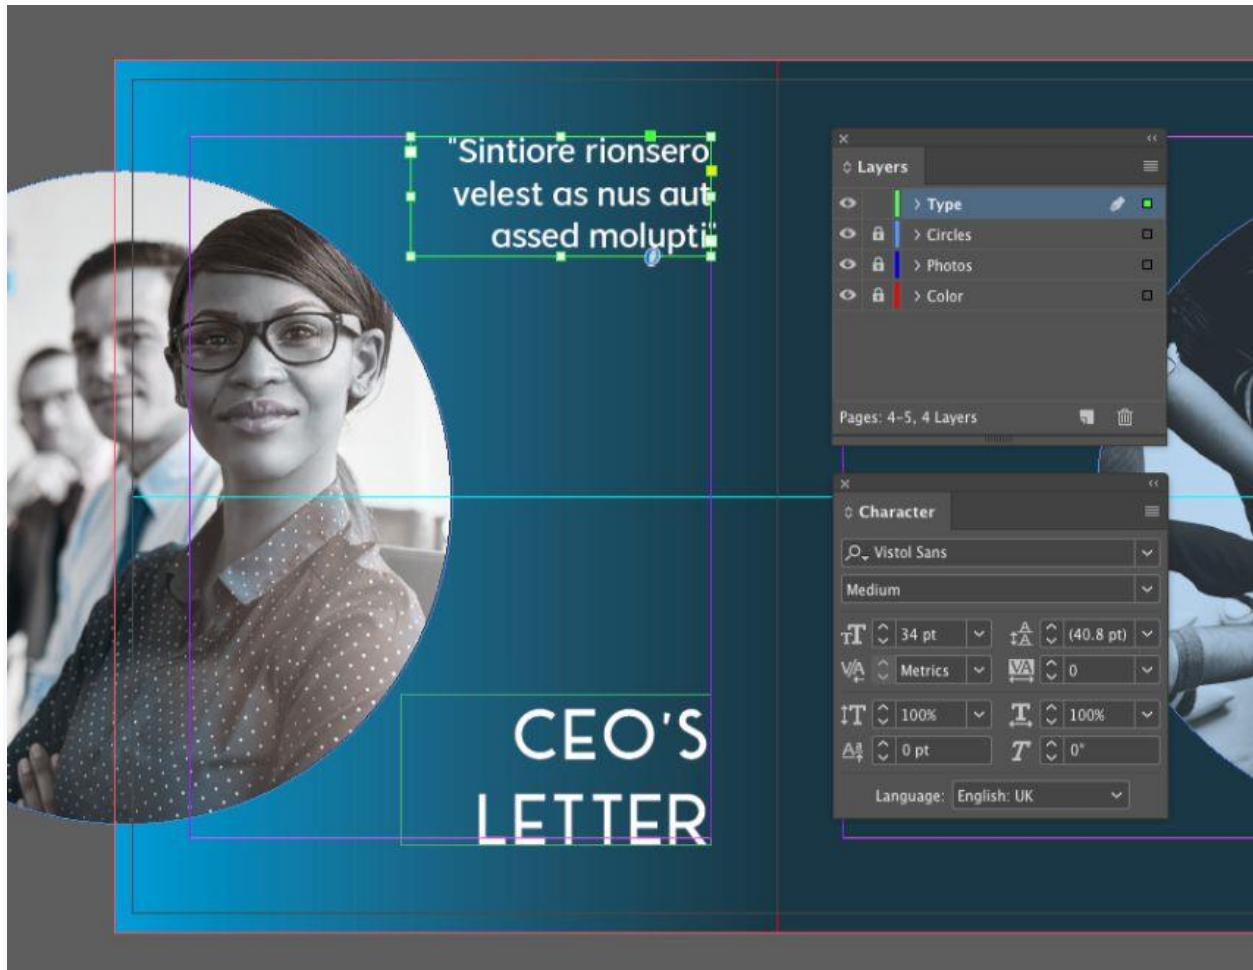 "Sintiore rionsero
velest as nus aut
assed molupti"
CEO'S
LETTER
Layers
Type
Circles
Photos
Color
Pages: 4-5, 4 Layers
Character
Vistol Sans
Medium
34 pt (40.8 pt)
Metrics 0
100% 100%
0 pt 0°
Language: English: UK